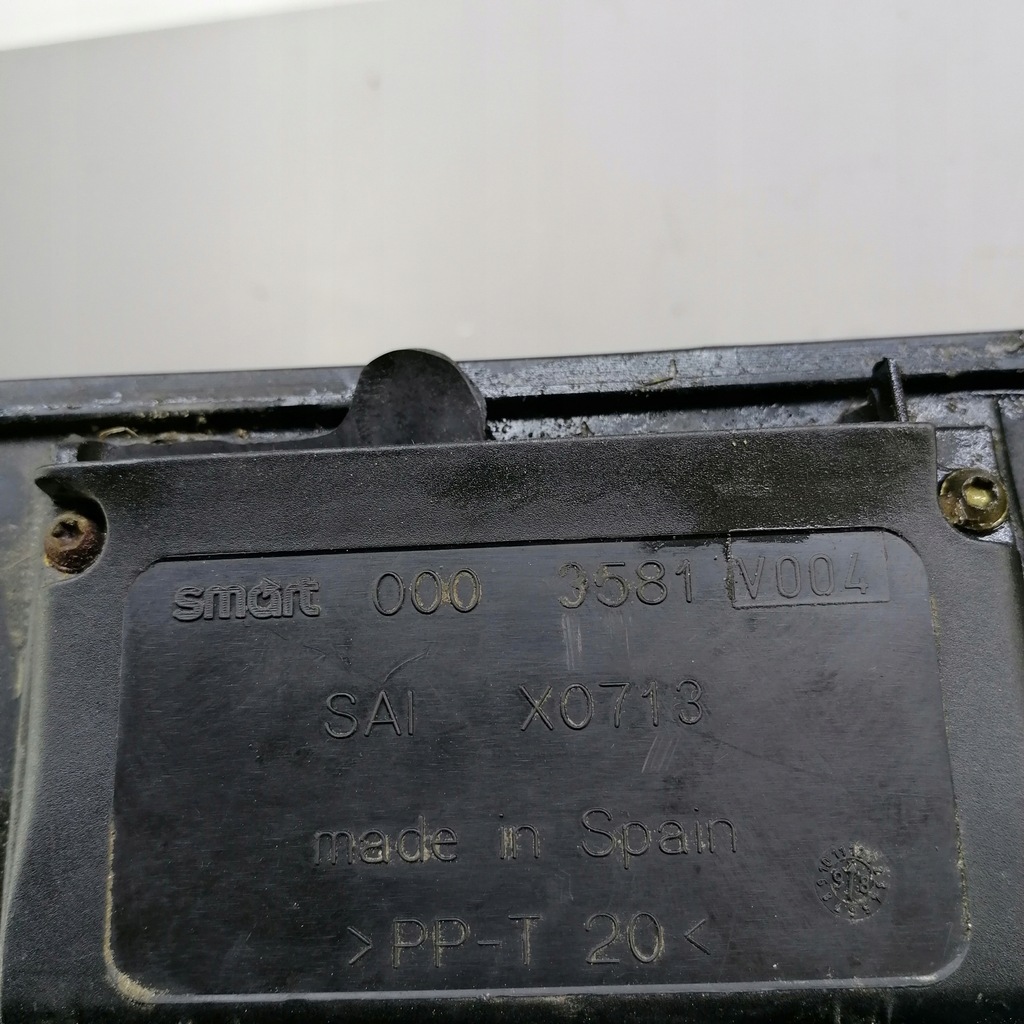 smart 000 3581 V004
SAI X0713
made in Spain
>PP-T 20<